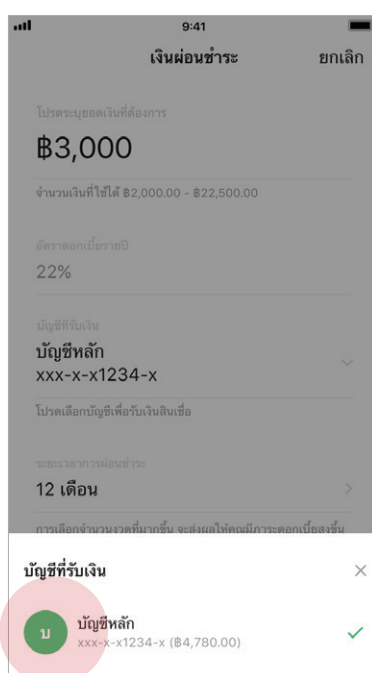 9:41
เงินผ่อนชำระ
ยกเลิก
โปรดระบุยอดเงินที่ต้องการ
฿3,000
จำนวนเงินที่ใช้ได้ ฿2,000.00 - ฿22,500.00
อัตราดอกเบี้ยรายปี
22%
บัญชีที่รับเงิน
บัญชีหลัก
xxx-x-x1234-x
โปรดเลือกบัญชีเพื่อรับเงินสินเชื่อ
ระยะเวลาการผ่อนชำระ
12 เดือน
การเลือกจำนวนงวดที่มากขึ้น จะส่งผลให้คุณมีภาระดอกเบี้ยสูงขึ้น
บัญชีที่รับเงิน
บ
บัญชีหลัก
xxx-x-x1234-x (฿4,780.00)